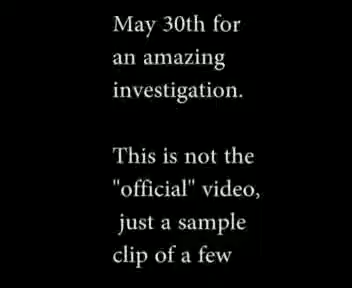 May 30th for
an amazing
investigation.
This is not the
"official" video,
just a sample
clip of a few